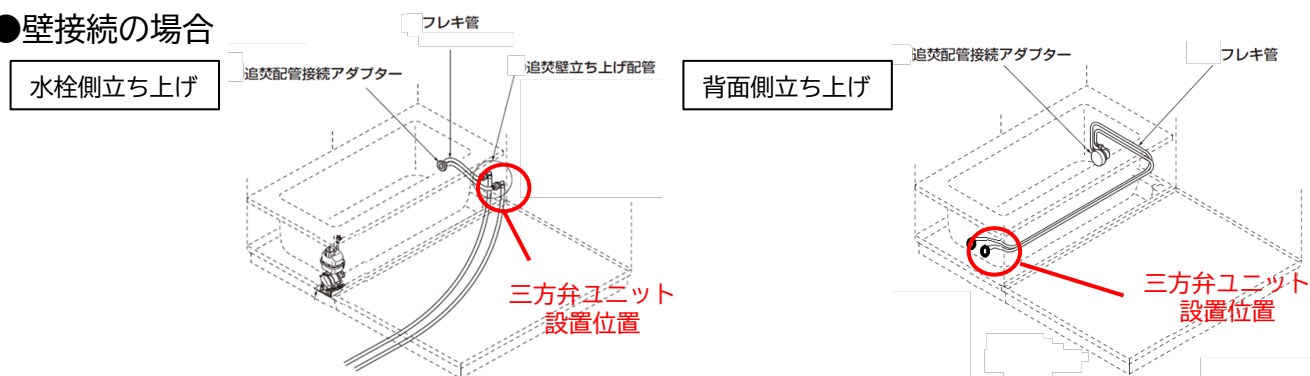 ●壁接続の場合
水栓側立ち上げ
フレキ管
追焚配管接続アダプター
追焚壁立ち上げ配管
三方弁ユニット
設置位置
背面側立ち上げ
追焚配管接続アダプター
フレキ管
三方弁ユニット
設置位置